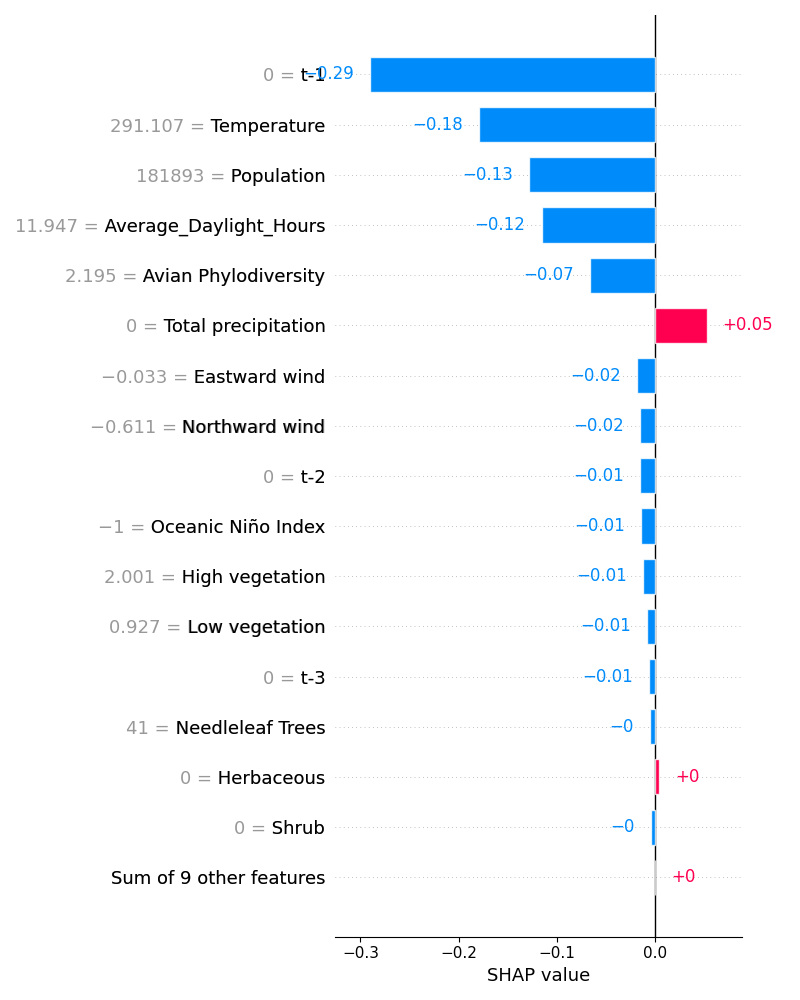 0 = t-1 −0.29
291.107 = Temperature −0.18
181893 = Population −0.13
11.947 = Average_Daylight_Hours −0.12
2.195 = Avian Phylodiversity −0.07
0 = Total precipitation +0.05
−0.033 = Eastward wind −0.02
−0.611 = Northward wind −0.02
0 = t-2 −0.01
−1 = Oceanic Niño Index −0.01
2.001 = High vegetation −0.01
0.927 = Low vegetation −0.01
0 = t-3 −0.01
41 = Needleleaf Trees −0
0 = Herbaceous +0
0 = Shrub −0
Sum of 9 other features +0
−0.3 −0.2 −0.1 0.0
SHAP value